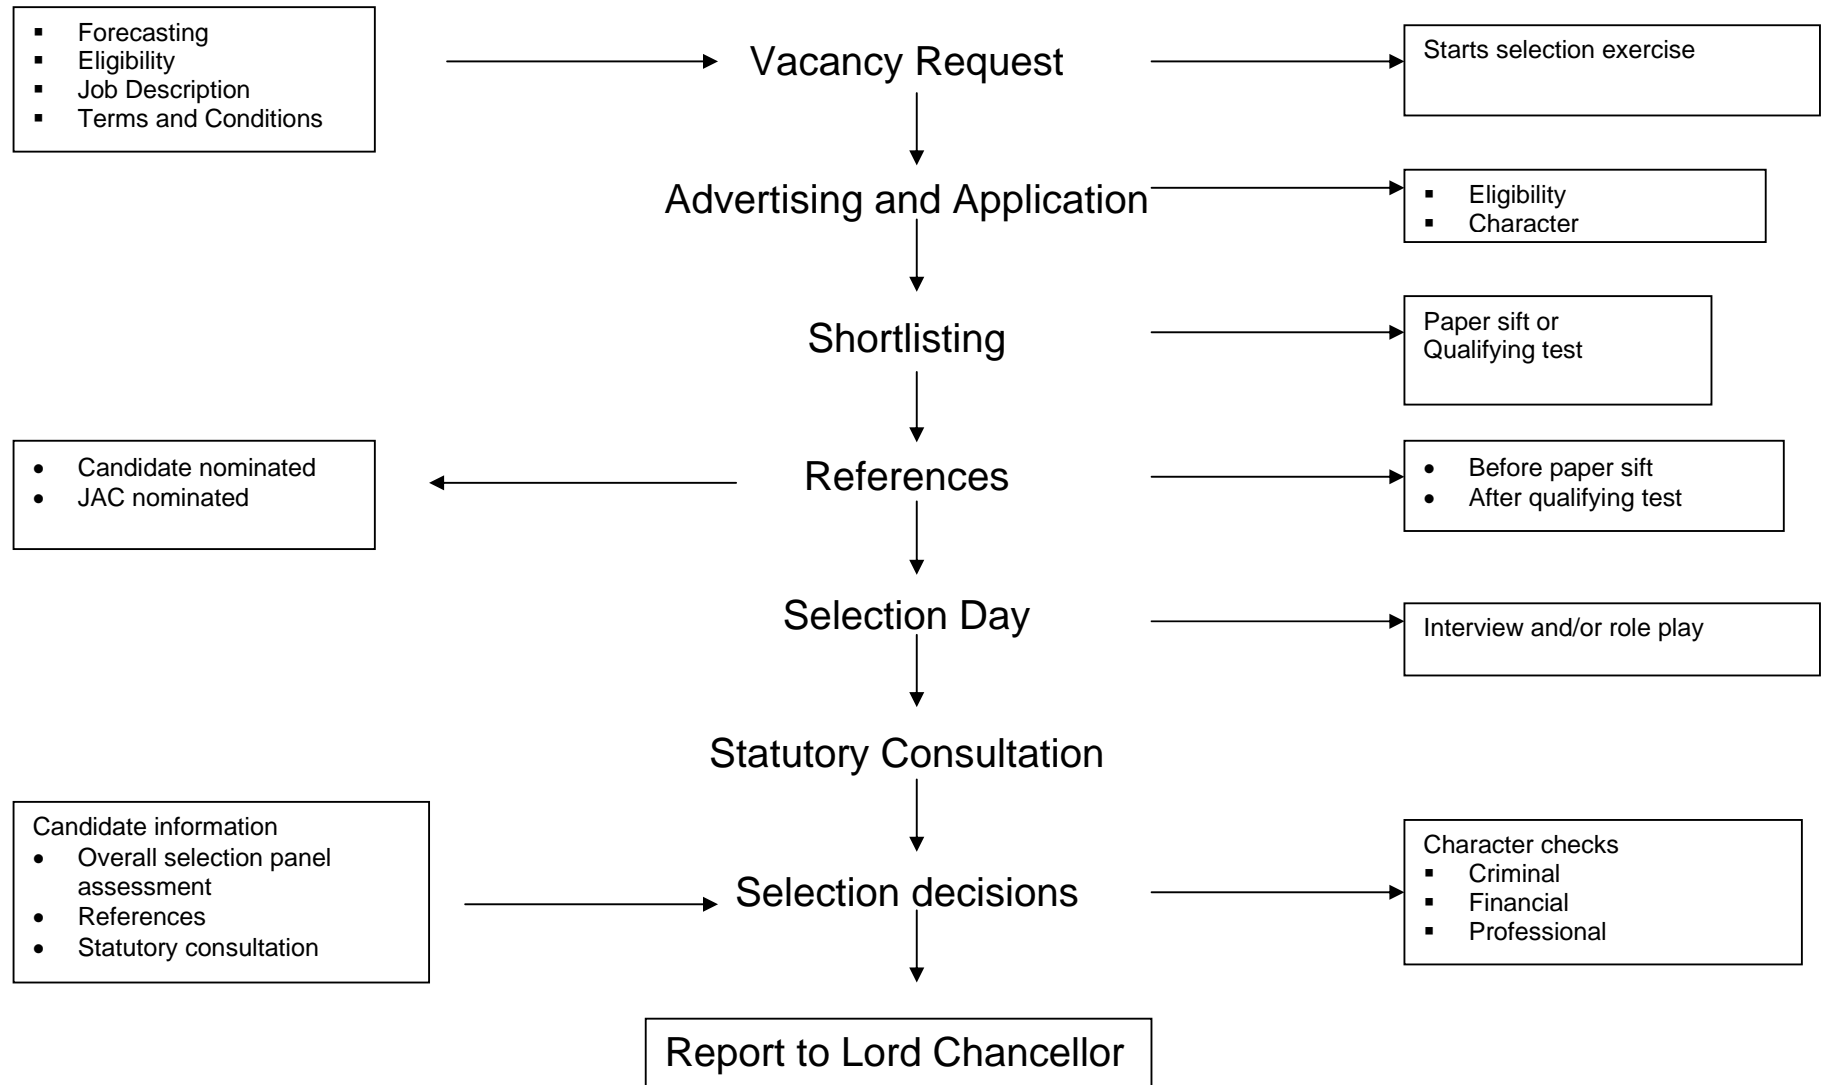 ▪ Forecasting
▪ Eligibility
▪ Job Description
▪ Terms and Conditions
Vacancy Request
Starts selection exercise
Advertising and Application
▪ Eligibility
▪ Character
Shortlisting
Paper sift or
Qualifying test
• Candidate nominated
• JAC nominated
References
• Before paper sift
• After qualifying test
Selection Day
Interview and/or role play
Statutory Consultation
Candidate information
• Overall selection panel
assessment
• References
• Statutory consultation
Selection decisions
Character checks
▪ Criminal
▪ Financial
▪ Professional
Report to Lord Chancellor